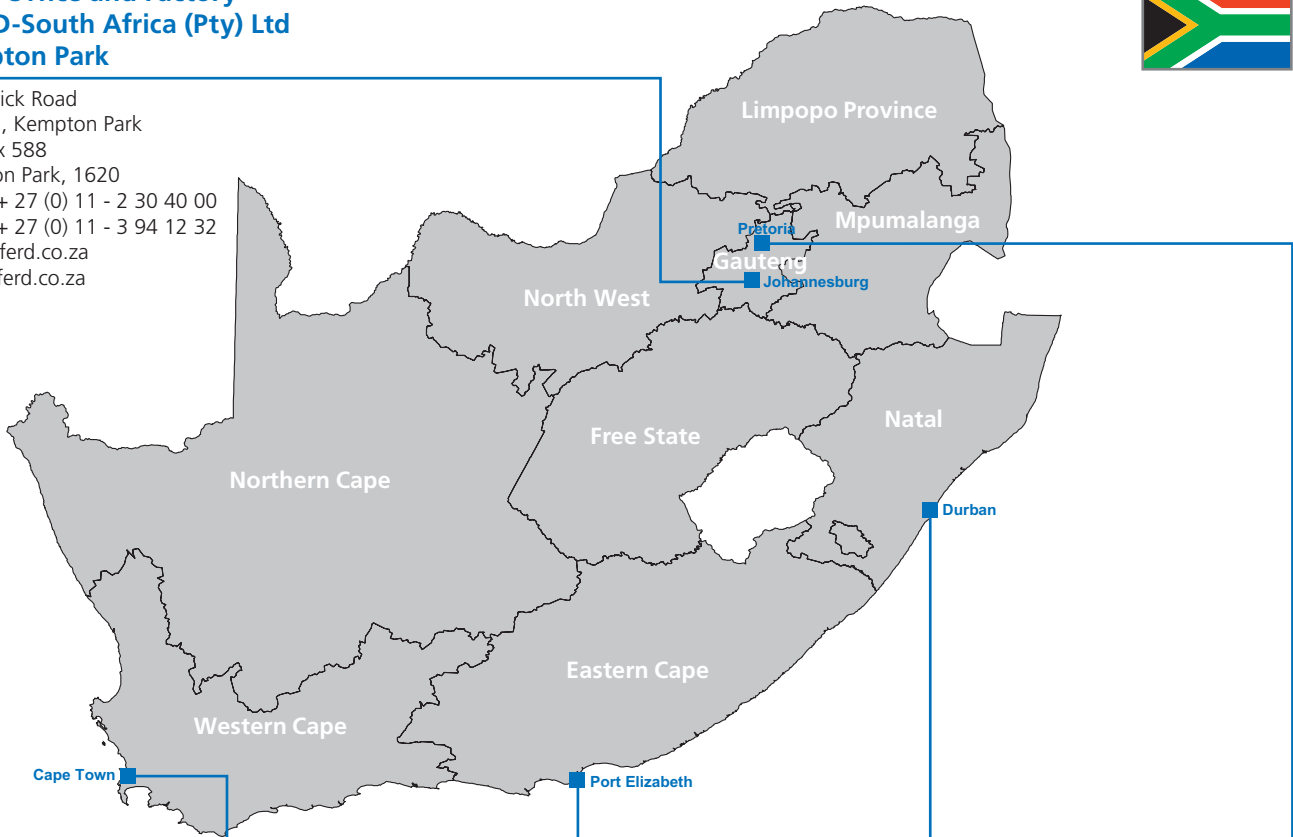 D-South Africa (Pty) Ltd
pton Park
ick Road
, Kempton Park
x 588
on Park, 1620
+ 27 (0) 11 - 2 30 40 00
+ 27 (0) 11 - 3 94 12 32
ferd.co.za
ferd.co.za
Limpopo Province
Mpumalanga
Pretoria
Gauteng
Johannesburg
North West
Natal
Free State
Northern Cape
Durban
Eastern Cape
Western Cape
Cape Town
Port Elizabeth